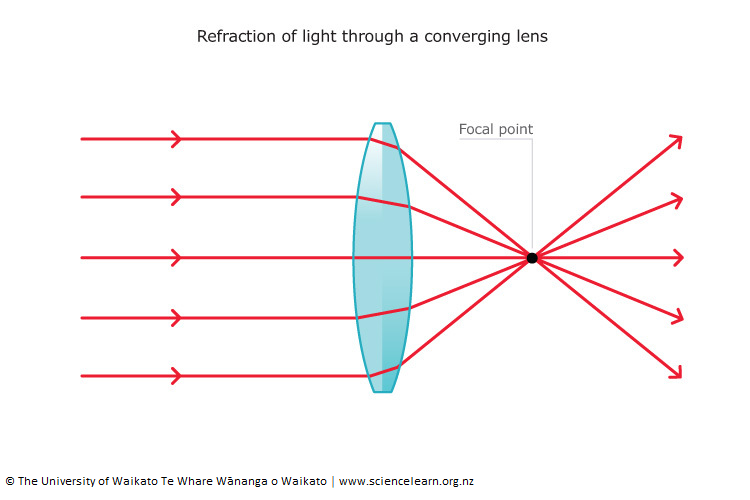 Refraction of light through a converging lens
Focal point
© The University of Waikato Te Whare Wānanga o Waikato | www.sciencelearn.org.nz